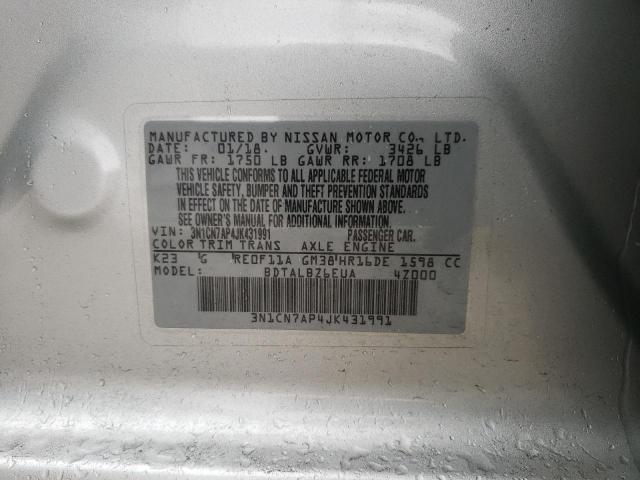 MANUFACTURED BY NISSAN MOTOR CO., LTD.
DATE: 01/18. GVWR: 3426 LB
GAWR FR: 1750 LB GAWR RR: 1708 LB
THIS VEHICLE CONFORMS TO ALL APPLICABLE FEDERAL MOTOR
VEHICLE SAFETY, BUMPER AND THEFT PREVENTION STANDARDS
IN EFFECT ON THE DATE OF MANUFACTURE SHOWN ABOVE.
SEE OWNER'S MANUAL FOR ADDITIONAL INFORMATION.
VIN: 3N1CN7AP4JK431991 PASSENGER CAR.
COLOR TRIM TRANS AXLE ENGINE
K23 G RE0F11A GM38 HR16DE 1598 CC
MODEL: BDTALBZ6EUA 4Z000
3N1CN7AP4JK431991